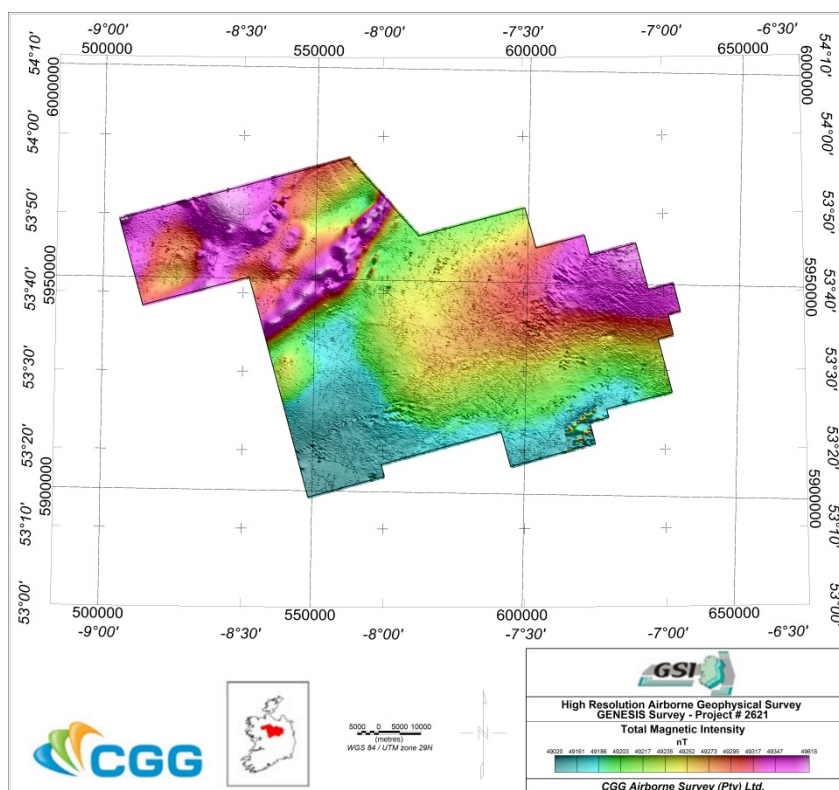 -9°00' -8°30' -8°00' -7°30' -7°00' -6°30'
500000 550000 600000 650000
54°10' 54°10'
6000000 6000000
54°00' 54°00'
53°50' 53°50'
53°40' 53°40'
5950000 5950000
53°30' 53°30'
53°20' 53°20'
5900000 5900000
53°10' 53°10'
53°00' 53°00'
500000 550000 600000 650000
-9°00' -8°30' -8°00' -7°30' -7°00' -6°30'
CGG
5000 0 5000 10000
(metres)
WGS 84 / UTM zone 29N
N
GSI
High Resolution Airborne Geophysical Survey
GENESIS Survey - Project # 2621
Total Magnetic Intensity
nT
49020 49161 49186 49203 49217 49235 49252 49273 49295 49317 49347 49615
CGG Airborne Survey (Pty) Ltd.